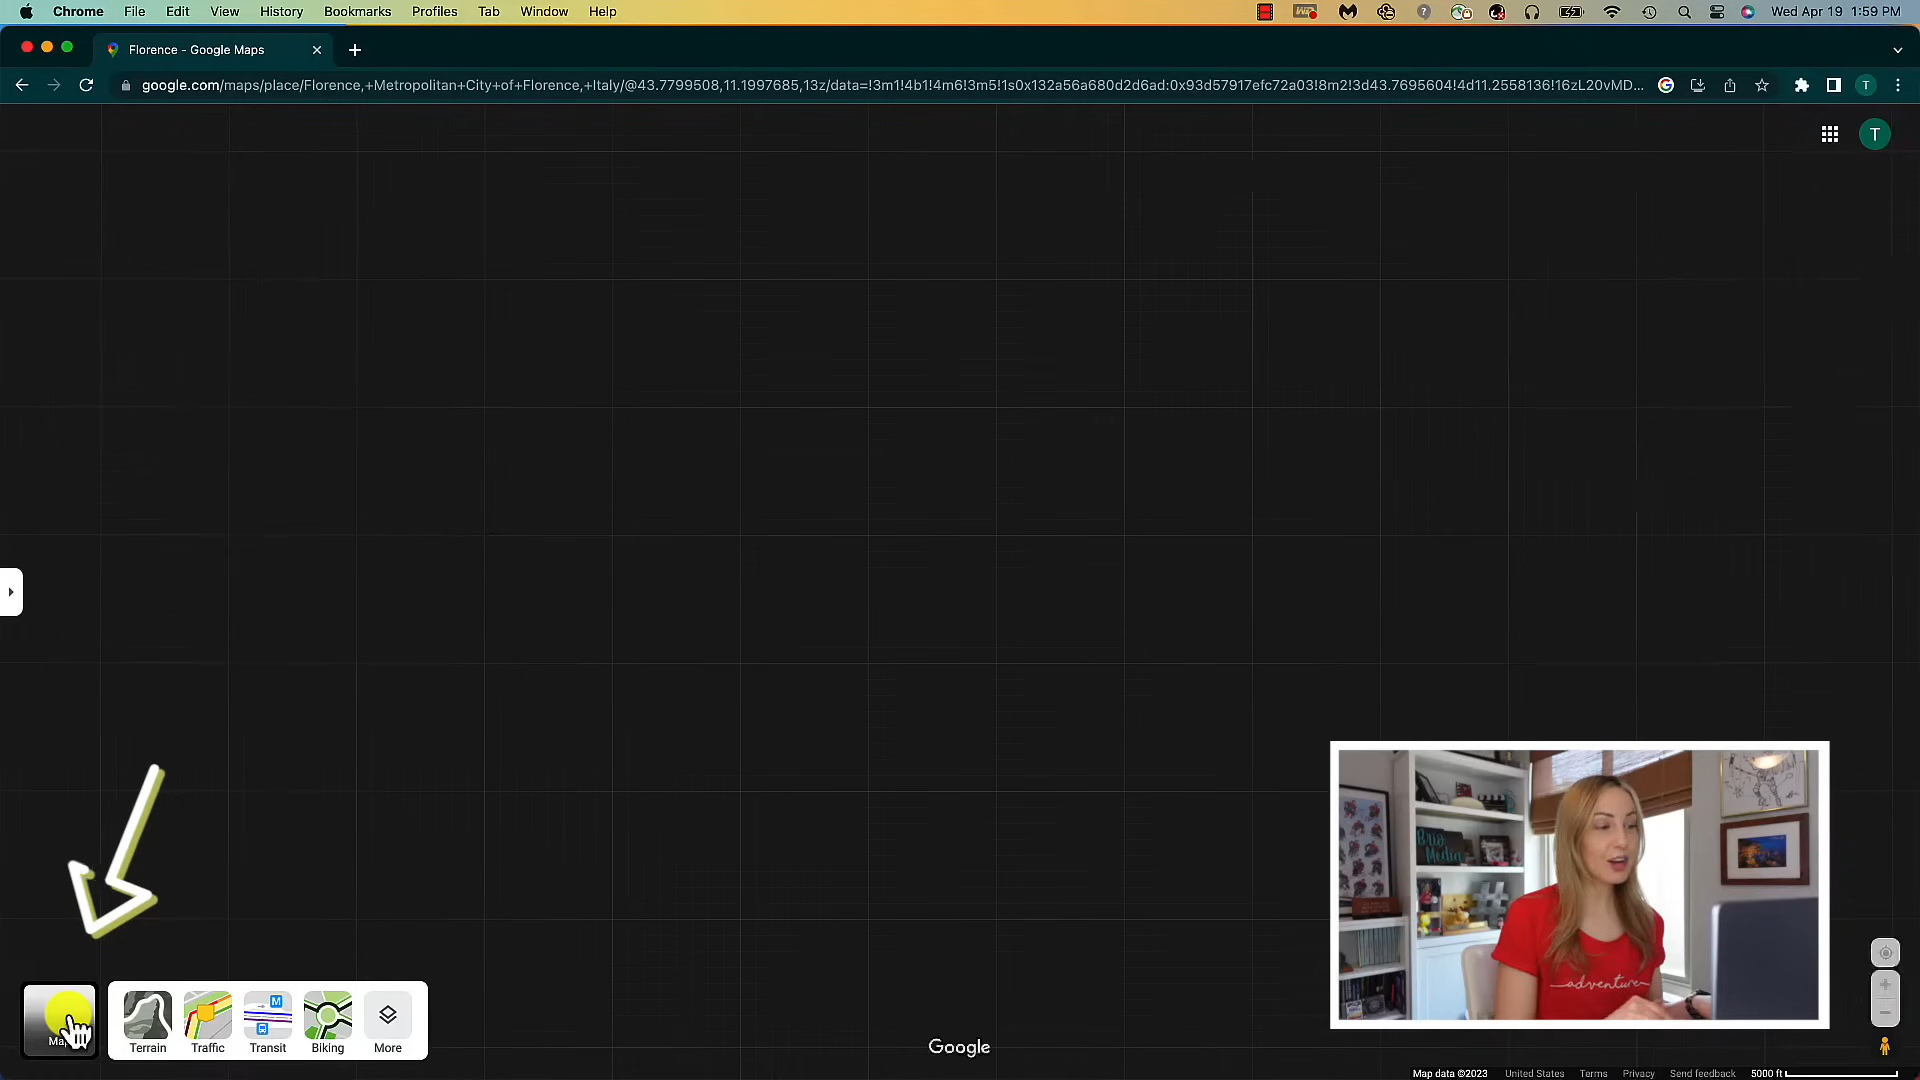 Chrome File Edit View History Bookmarks Profiles Tab Window Help Wed Apr 19 1:59 PM
Florence - Google Maps
google.com/maps/place/Florence,+Metropolitan+City+of+Florence,+Italy/@43.7799508,11.1997685,13z/data=!3m1!4b1!4m6!3m5!1s0x132a56a680d2d6ad:0x93d57917efc72a03!8m2!3d43.7695604!4d11.2558136!16zL20vMD... T
T
Brio
Media
adventure
M
Terrain Traffic Transit Biking More
Google
Map data ©2023 United States Terms Privacy Send feedback 5000 ft